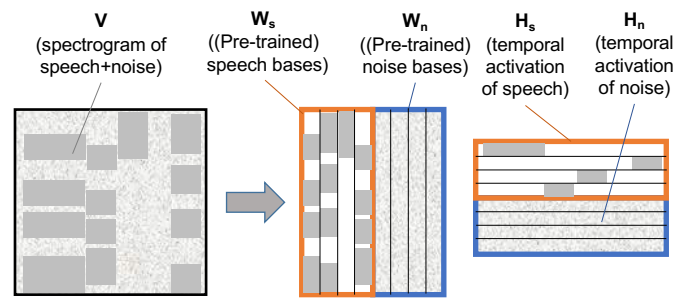 V
(spectrogram of
speech+noise)
Ws
((Pre-trained)
speech bases)
Wn
((Pre-trained)
noise bases)
Hs
(temporal
activation
of speech)
Hn
(temporal
activation
of noise)